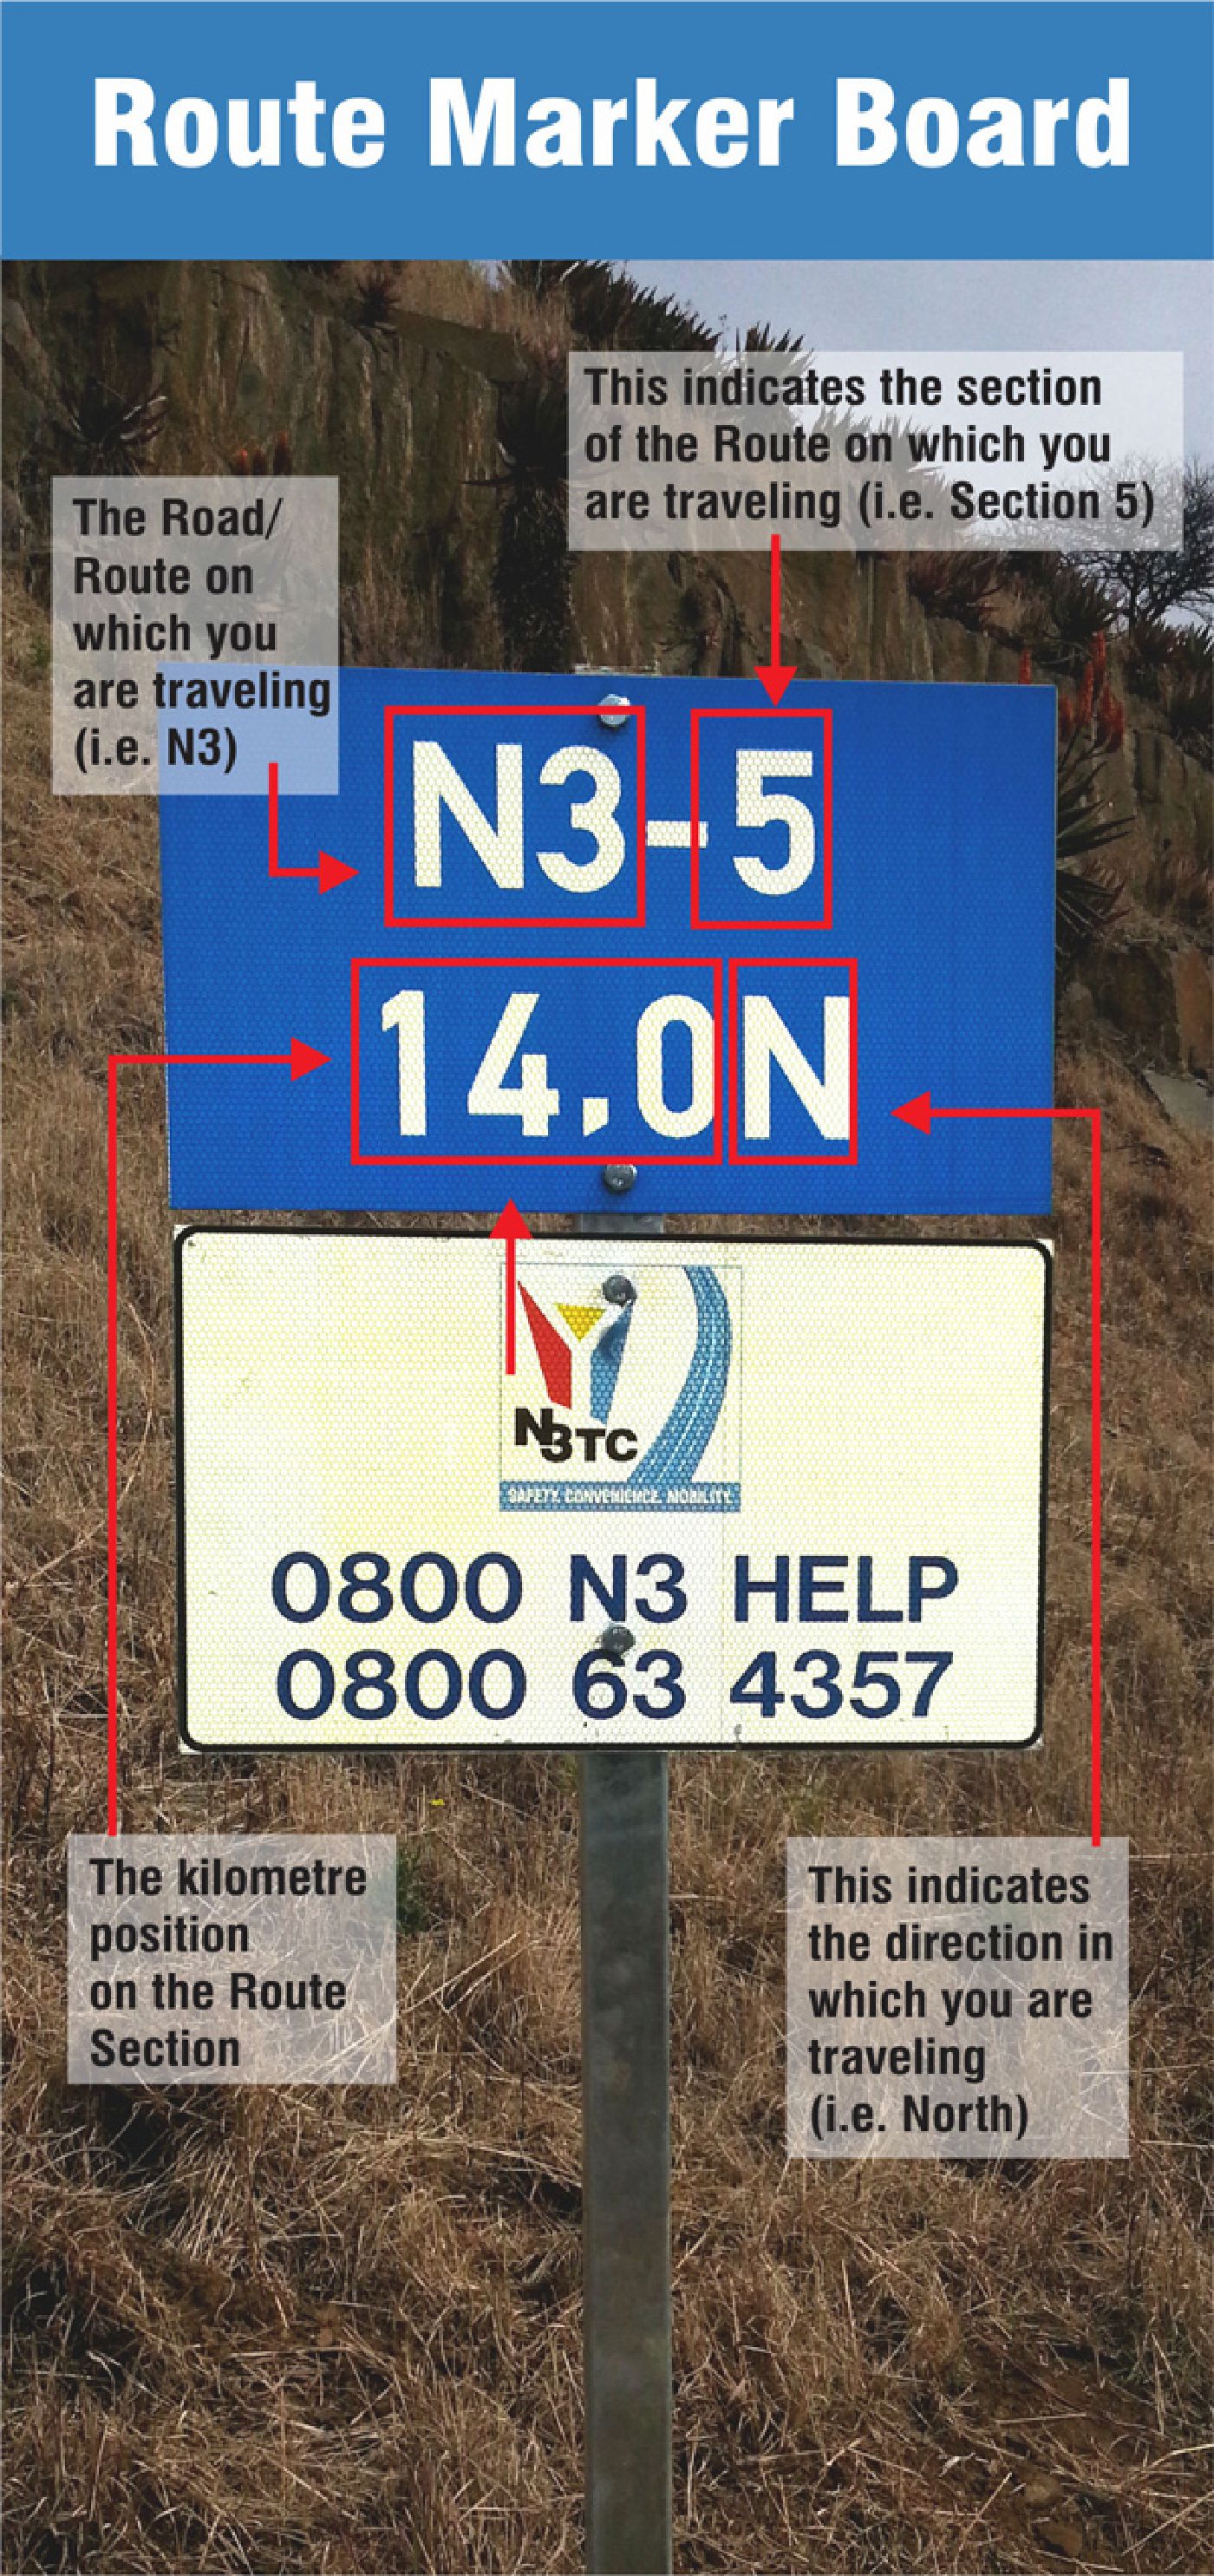 Route Marker Board
This indicates the section
of the Route on which you
are traveling (i.e. Section 5)
The Road/
Route on
which you
are traveling
(i.e. N3)
N3-5
14,0N
N3TC
SAFETY. CONVENIENCE. MOBILITY.
0800 N3 HELP
0800 63 4357
The kilometre
position
on the Route
Section
This indicates
the direction in
which you are
traveling
(i.e. North)